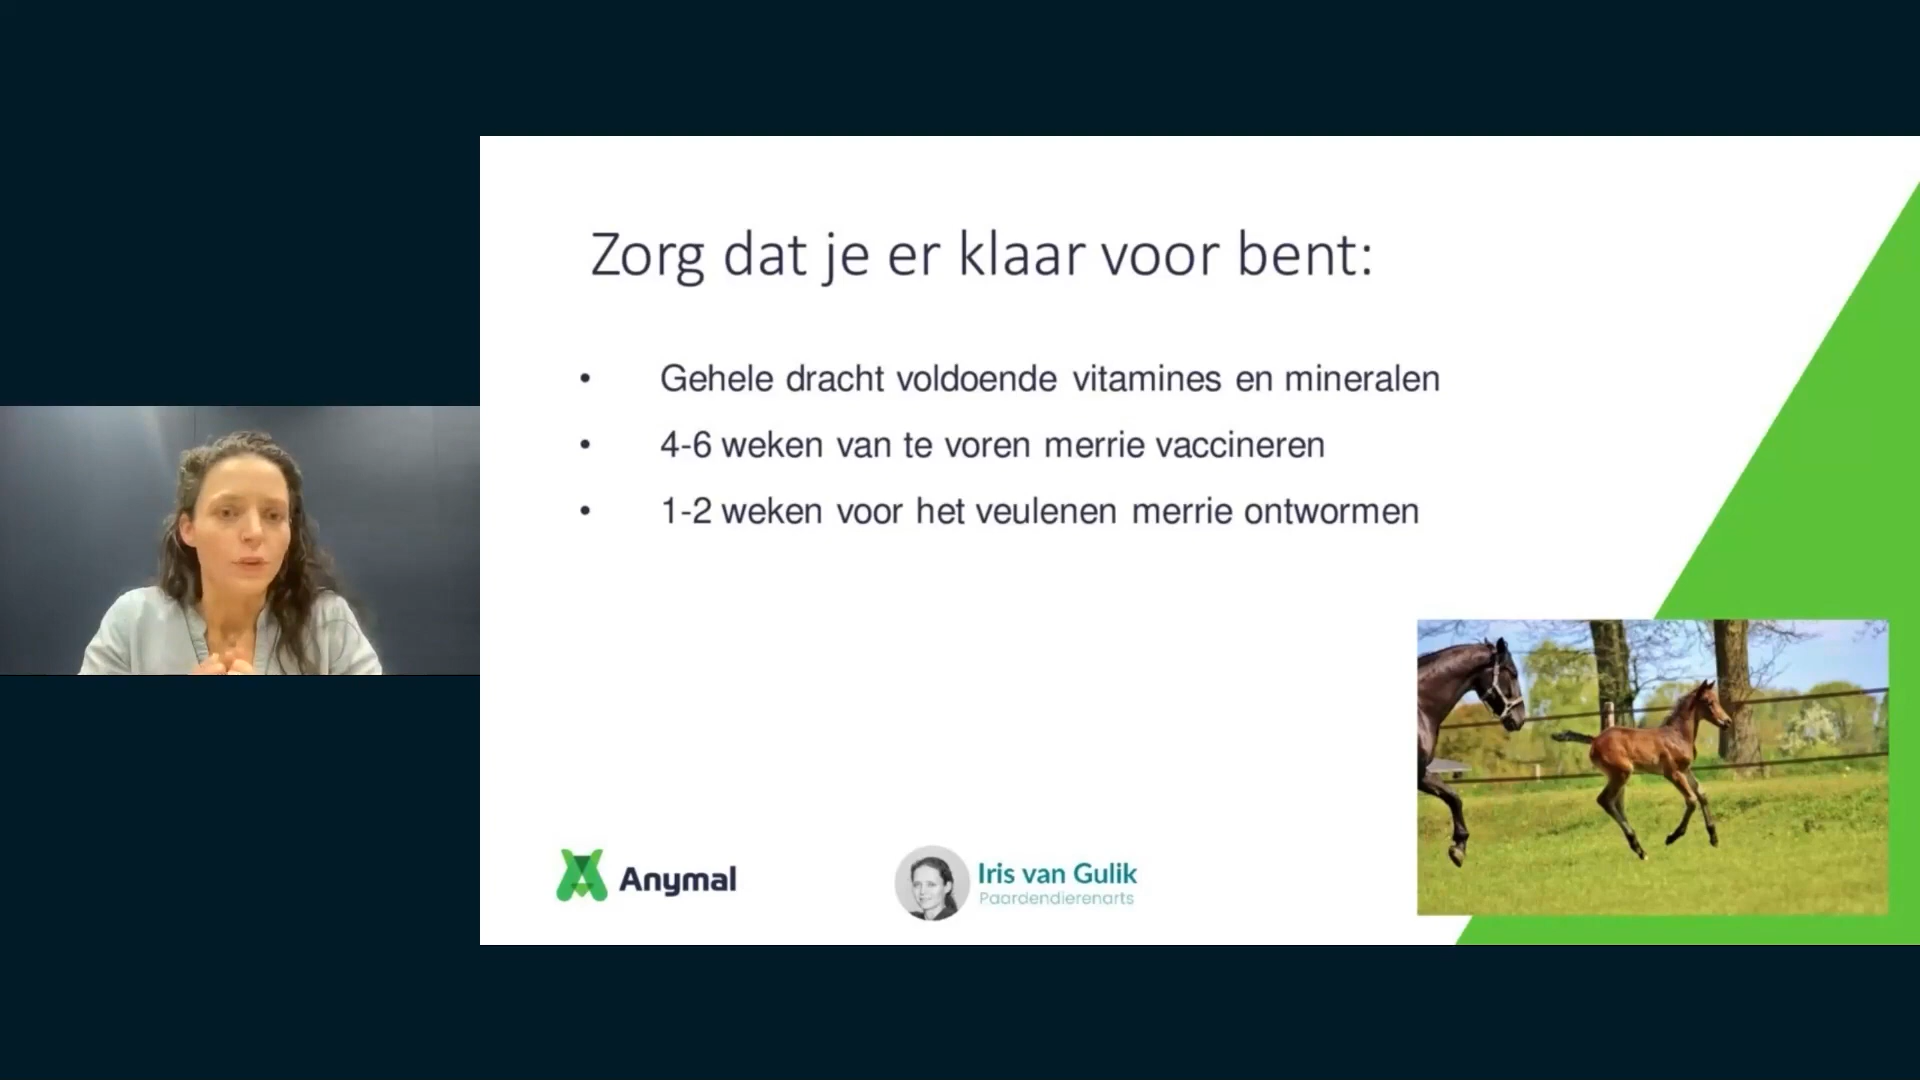 Zorg dat je er klaar voor bent:
• Gehele dracht voldoende vitamines en mineralen
• 4-6 weken van te voren merrie vaccineren
• 1-2 weken voor het veulenen merrie ontwormen
Anymal
Iris van Gulik
Paardendierenarts